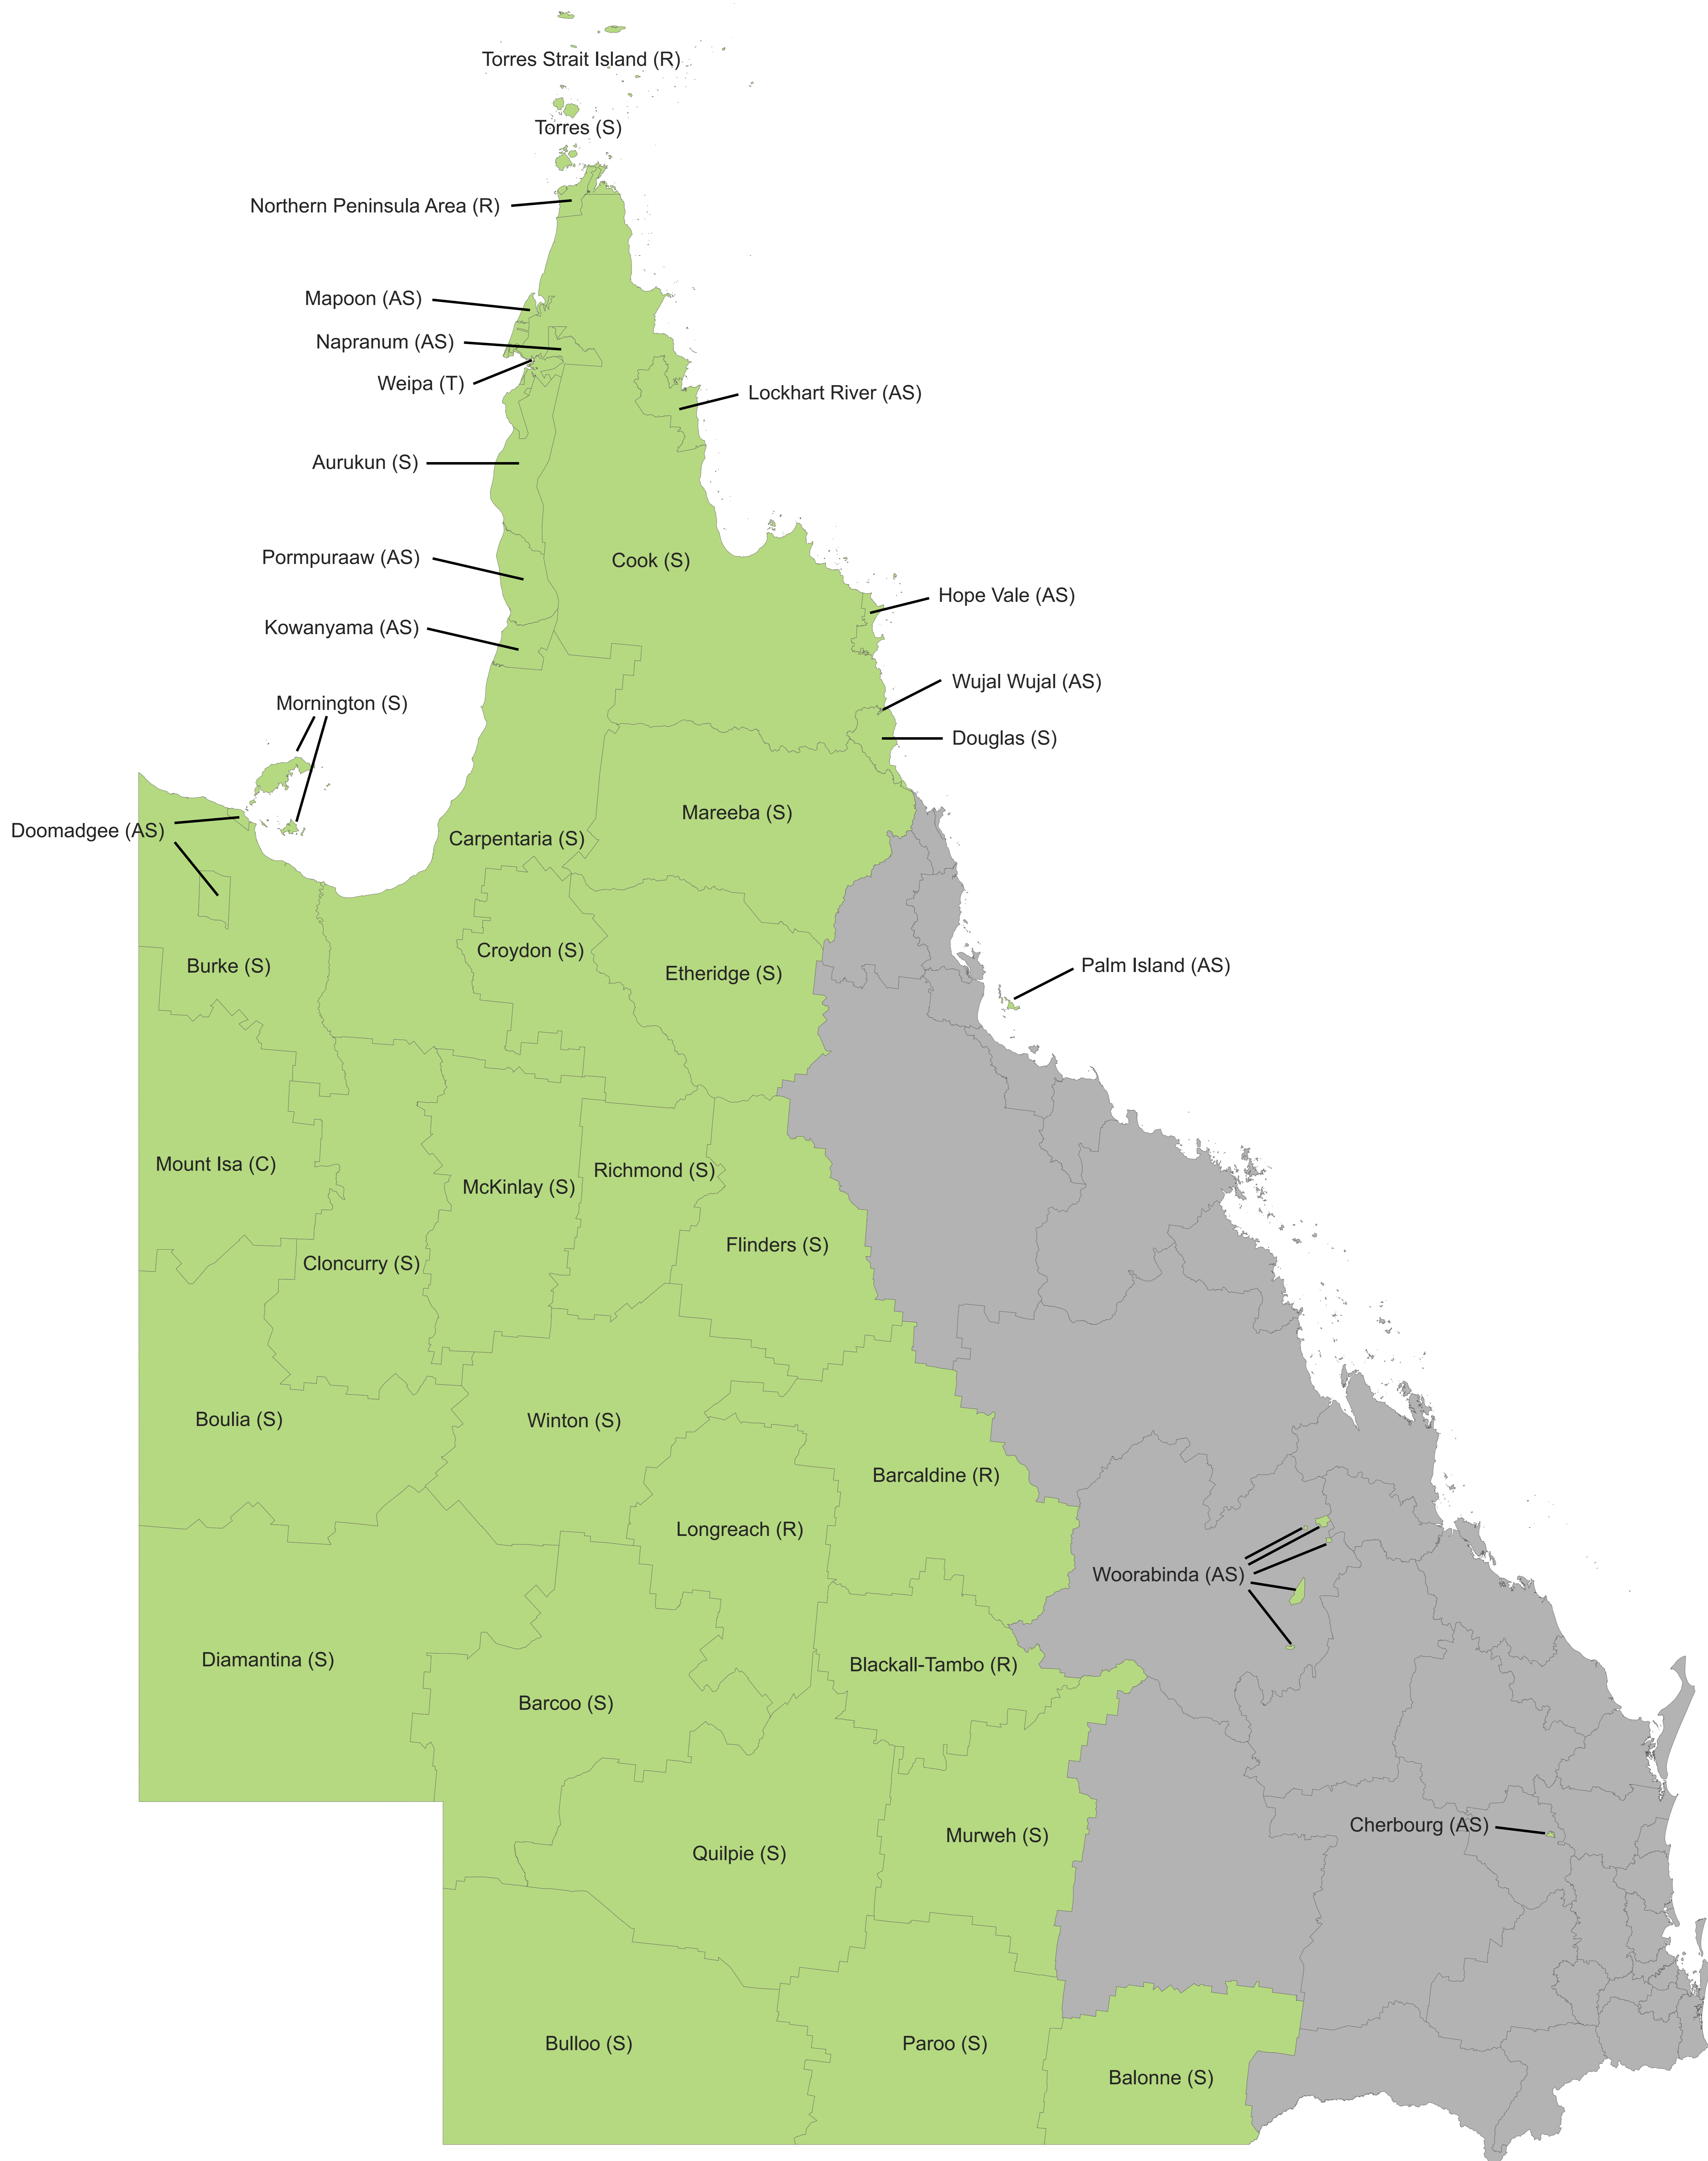 Torres Strait Island (R)
Torres (S)
Northern Peninsula Area (R)
Mapoon (AS)
Napranum (AS)
Weipa (T)
Lockhart River (AS)
Aurukun (S)
Pormpuraaw (AS)
Cook (S)
Hope Vale (AS)
Kowanyama (AS)
Wujal Wujal (AS)
Mornington (S)
Douglas (S)
Mareeba (S)
Doomadgee (AS)
Carpentaria (S)
Croydon (S)
Burke (S)
Etheridge (S)
Palm Island (AS)
Mount Isa (C)
Richmond (S)
McKinlay (S)
Flinders (S)
Cloncurry (S)
Boulia (S)
Winton (S)
Barcaldine (R)
Longreach (R)
Woorabinda (AS)
Diamantina (S)
Blackall-Tambo (R)
Barcoo (S)
Cherbourg (AS)
Murweh (S)
Quilpie (S)
Bulloo (S)
Paroo (S)
Balonne (S)